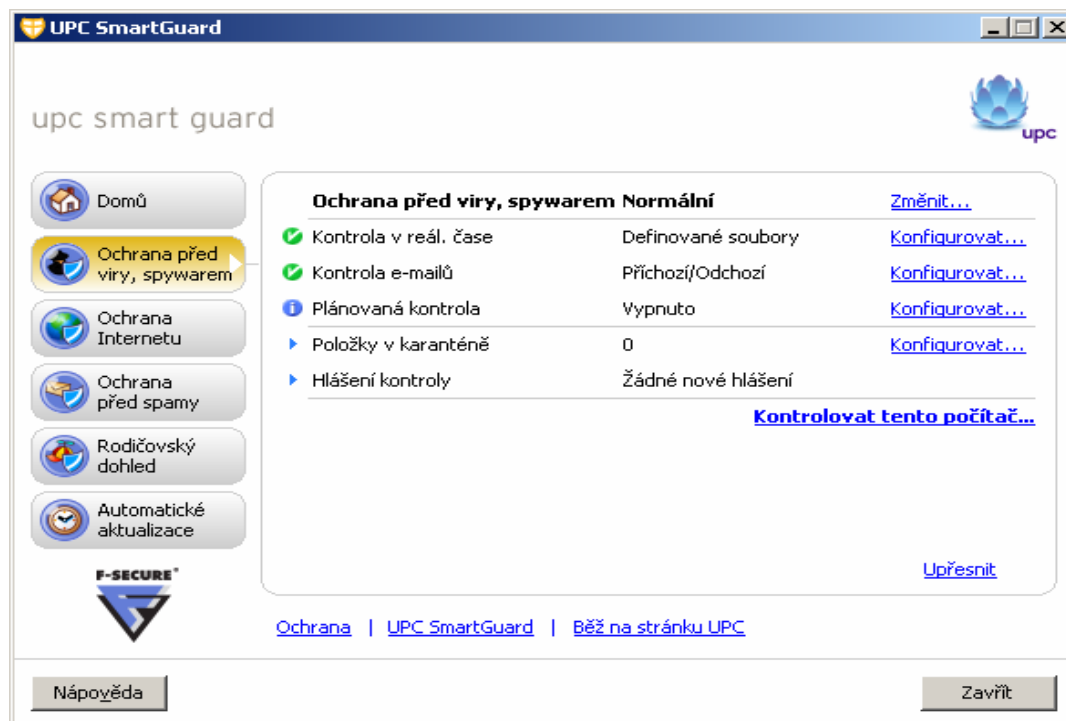 UPC SmartGuard
upc smart guard
upc
Domů
Ochrana před
viry, spywarem
Ochrana
Internetu
Ochrana
před spamy
Rodičovský
dohled
Automatické
aktualizace
F-SECURE®
Ochrana před viry, spywarem Normální Změnit...
Kontrola v reál. čase Definované soubory Konfigurovat...
Kontrola e-mailů Příchozí/Odchozí Konfigurovat...
Plánovaná kontrola Vypnuto Konfigurovat...
Položky v karanténě 0 Konfigurovat...
Hlášení kontroly Žádné nové hlášení
Kontrolovat tento počítač...
Upřesnit
Ochrana | UPC SmartGuard | Běž na stránku UPC
Nápověda Zavřít